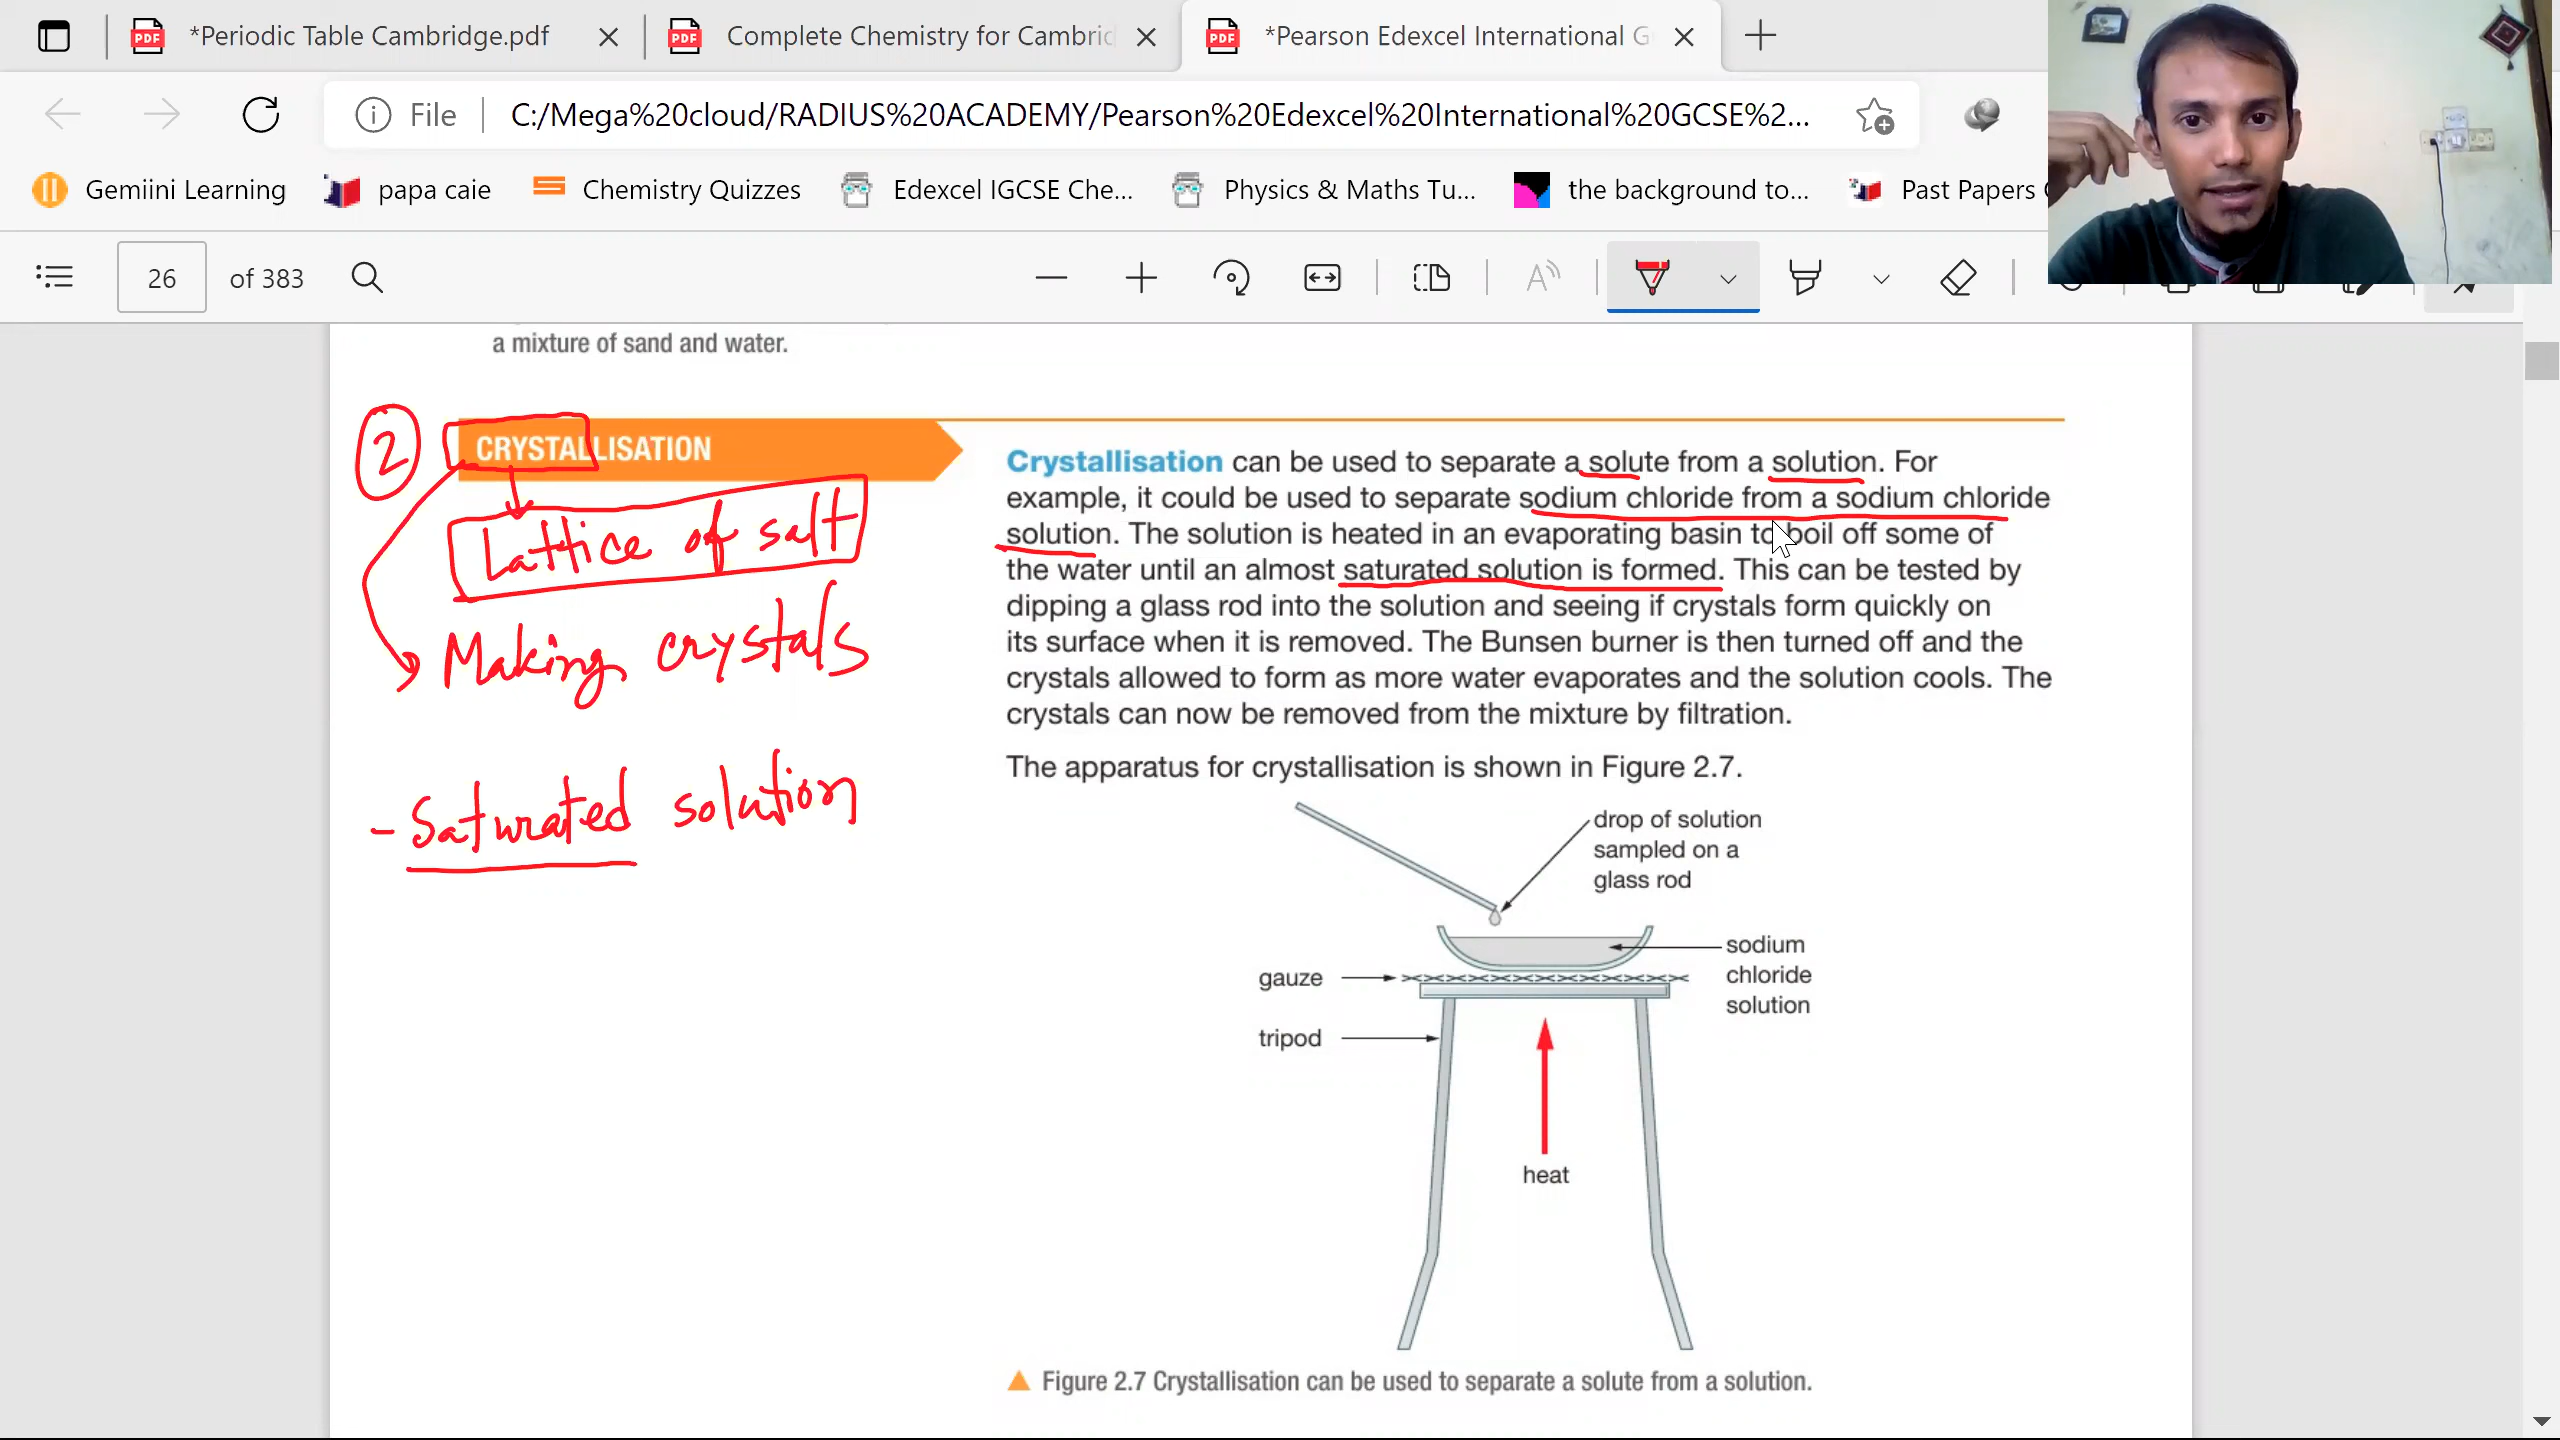 *Periodic Table Cambridge.pdf
Complete Chemistry for Cambrid
*Pearson Edexcel International G
File
C:/Mega%20cloud/RADIUS%20ACADEMY/Pearson%20Edexcel%20International%20GCSE%2...
Gemiini Learning
papa caie
Chemistry Quizzes
Edexcel IGCSE Che...
Physics & Maths Tu...
the background to...
Past Papers
26 of 383
a mixture of sand and water.
2
CRYSTALLISATION
Lattice of salt
Making crystals
- Saturated solution
Crystallisation can be used to separate a solute from a solution. For
example, it could be used to separate sodium chloride from a sodium chloride
solution. The solution is heated in an evaporating basin to boil off some of
the water until an almost saturated solution is formed. This can be tested by
dipping a glass rod into the solution and seeing if crystals form quickly on
its surface when it is removed. The Bunsen burner is then turned off and the
crystals allowed to form as more water evaporates and the solution cools. The
crystals can now be removed from the mixture by filtration.
The apparatus for crystallisation is shown in Figure 2.7.
drop of solution
sampled on a
glass rod
sodium
chloride
solution
gauze
tripod
heat
Figure 2.7 Crystallisation can be used to separate a solute from a solution.